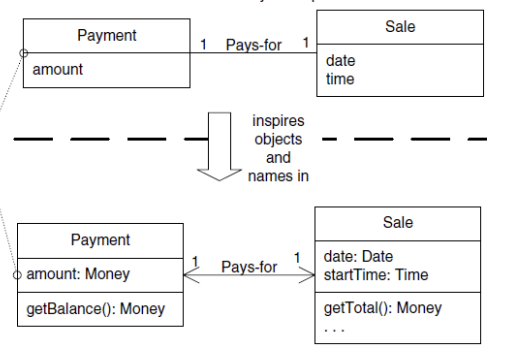 Payment
amount
1 Pays-for 1
Sale
date
time
inspires
objects
and
names in
Payment
amount: Money
getBalance(): Money
1 Pays-for 1
Sale
date: Date
startTime: Time
getTotal(): Money
. . .